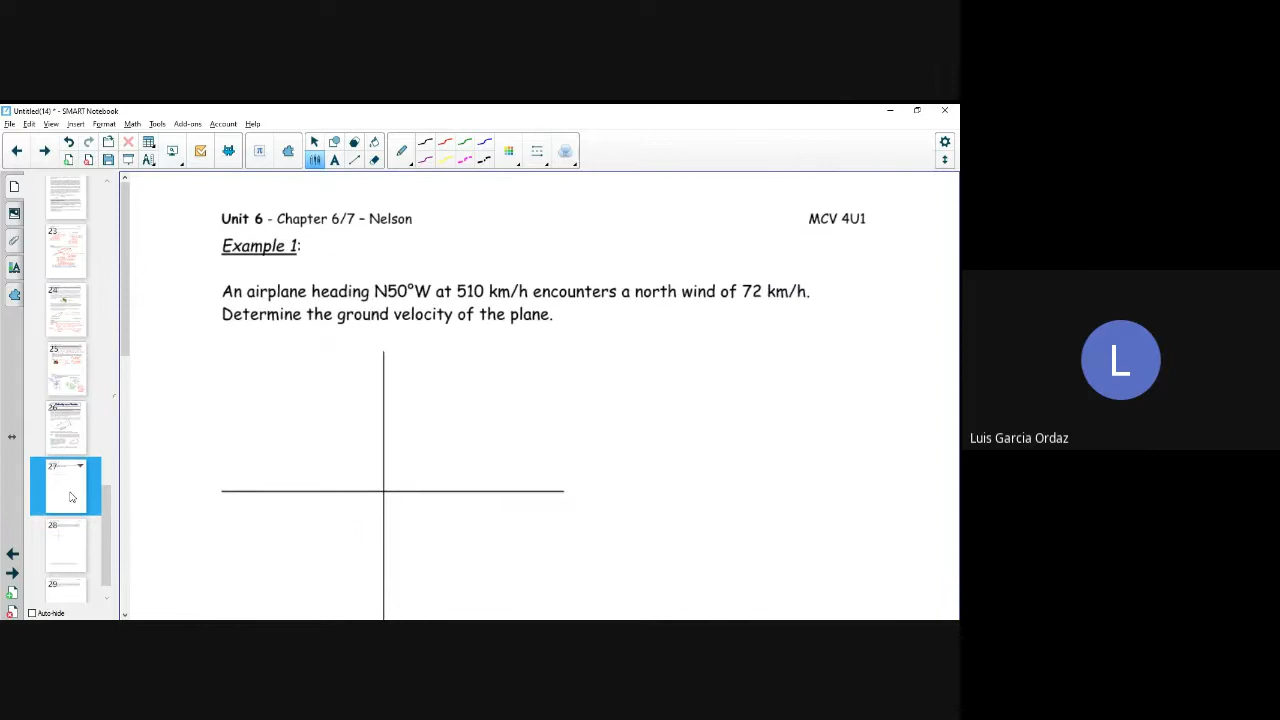 Untitled(14) * - SMART Notebook
File Edit View Insert Format Math Tools Add-ons Account Help
Unit 6 - Chapter 6/7 – Nelson MCV 4U1
Example 1:
An airplane heading N50°W at 510 km/h encounters a north wind of 72 km/h.
Determine the ground velocity of the plane.
23
24
25
26
27
28
29
Auto-hide
L
Luis Garcia Ordaz